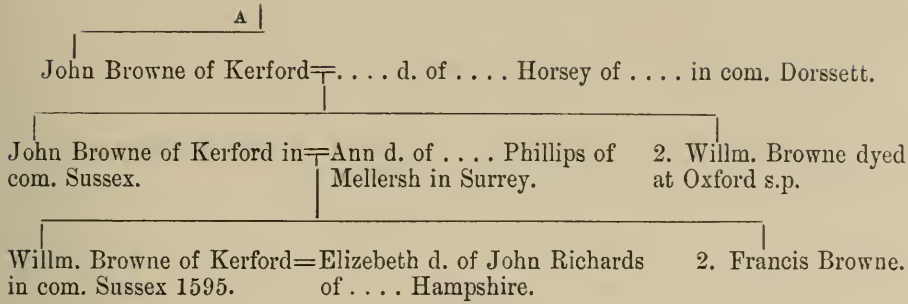 A
John Browne of Kerford=. . . . d. of . . . . Horsey of . . . . in com. Dorssett.
John Browne of Kerford in=Ann d. of . . . . Phillips of 2. Willm. Browne dyed
com. Sussex. Mellersh in Surrey. at Oxford s.p.
Willm. Browne of Kerford=Elizebeth d. of John Richards 2. Francis Browne.
in com. Sussex 1595. of . . . . Hampshire.